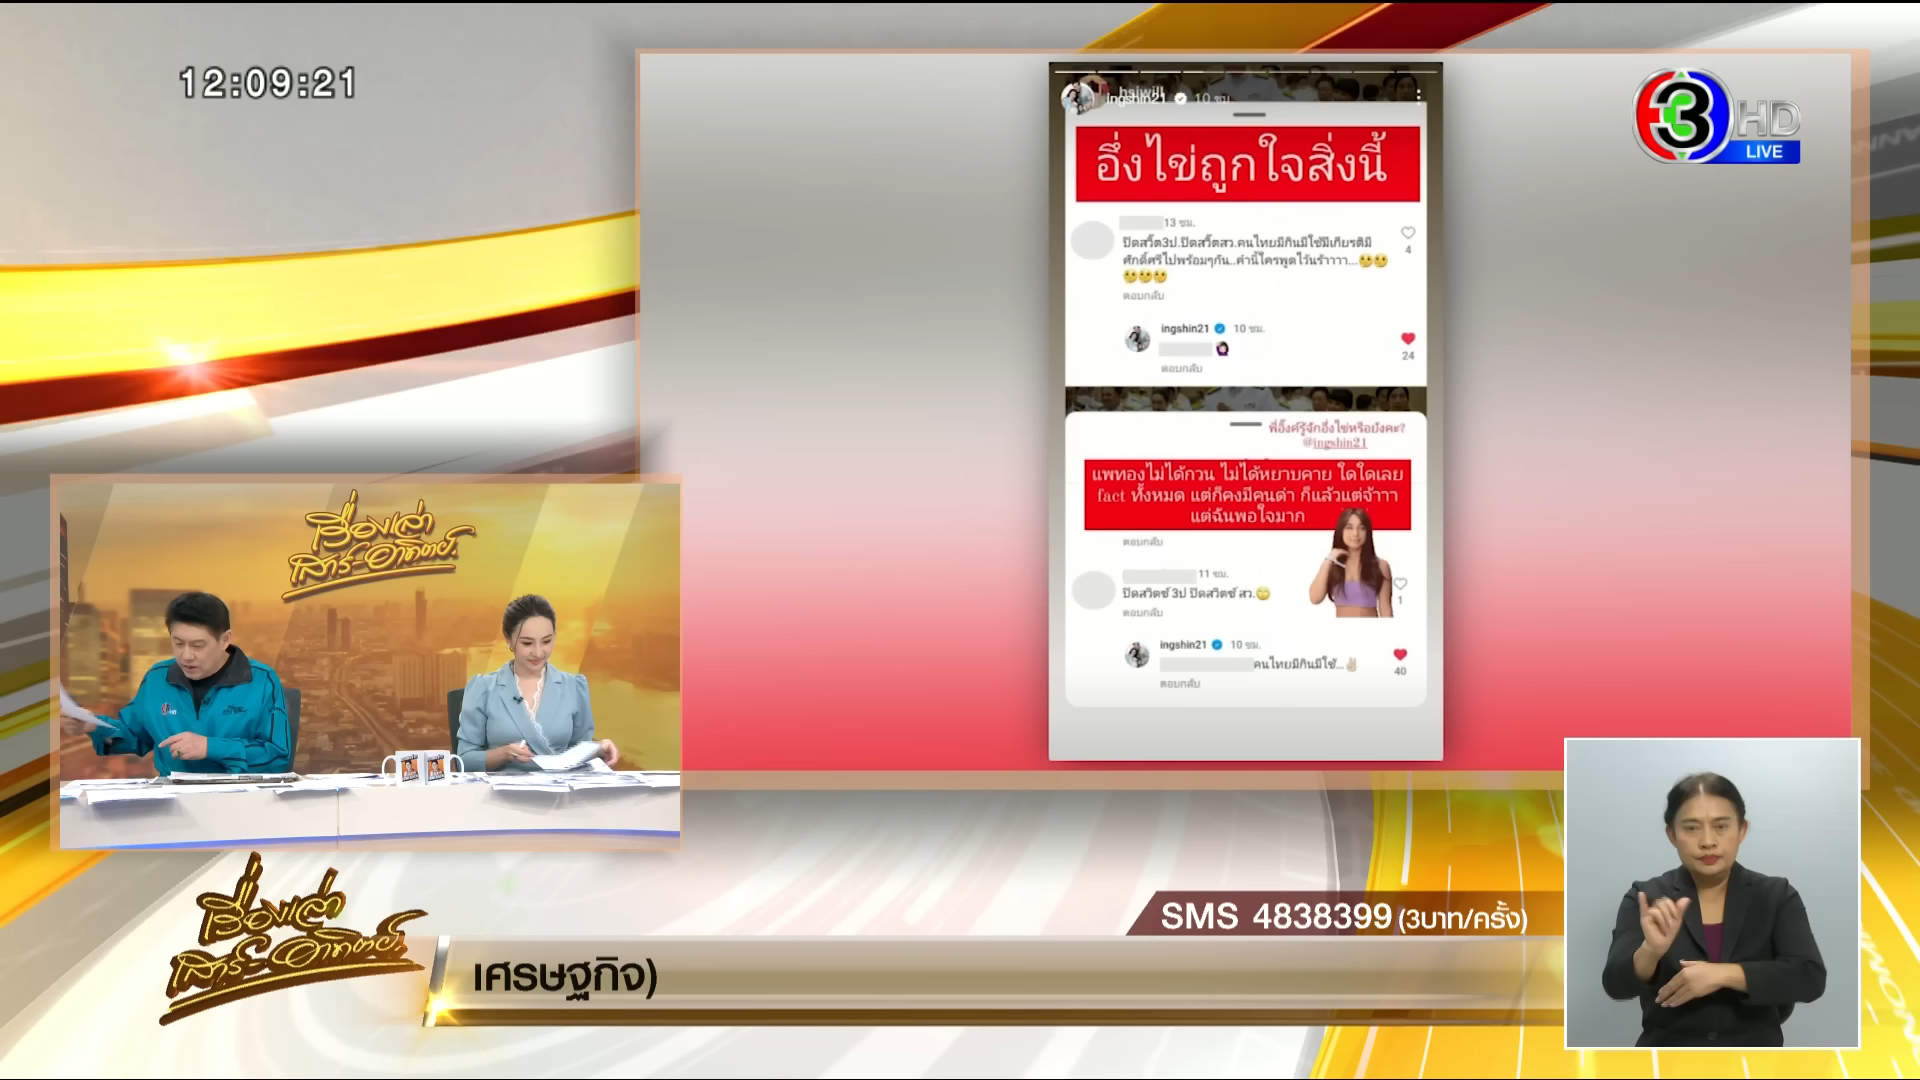 12:09:21
3 HD
LIVE
hsiwill
ingshin21 10 ชม.
อึ่งไข่ถูกใจสิ่งนี้
13 ชม.
ปิดสวิ๊ต3ป.ปิดสวิ๊ตสว.คนไทยมีกินมีใช้มีเกียรติมี
ศักดิ์ศรีไปพร้อมๆกัน..คำนี้ใครพูดไว้นร๊าาาา...🤔🤔
🤔🤔🤔
4
ตอบกลับ
ingshin21 10 ชม.
24
ตอบกลับ
พี่อิ๊งค์รู้จักอึ่งไข่หรือยังคะ?
@ingshin21
แพทองไม่ได้กวน ไม่ได้หยาบคาย ใดใดเลย
fact ทั้งหมด แต่ก็คงมีคนด่า ก็แล้วแต่จ้าาา
แต่ฉันพอใจมาก
ตอบกลับ
11 ชม.
ปิดสวิตช์ 3ป ปิดสวิตช์ สว.🙄
1
ตอบกลับ
ingshin21 10 ชม.
คนไทยมีกินมีใช้...✌🏻
40
ตอบกลับ
เรื่องเล่า
เสาร์-อาทิตย์
เรื่องเล่า
เสาร์-อาทิตย์
SMS 4838399 (3บาท/ครั้ง)
เศรษฐกิจ)